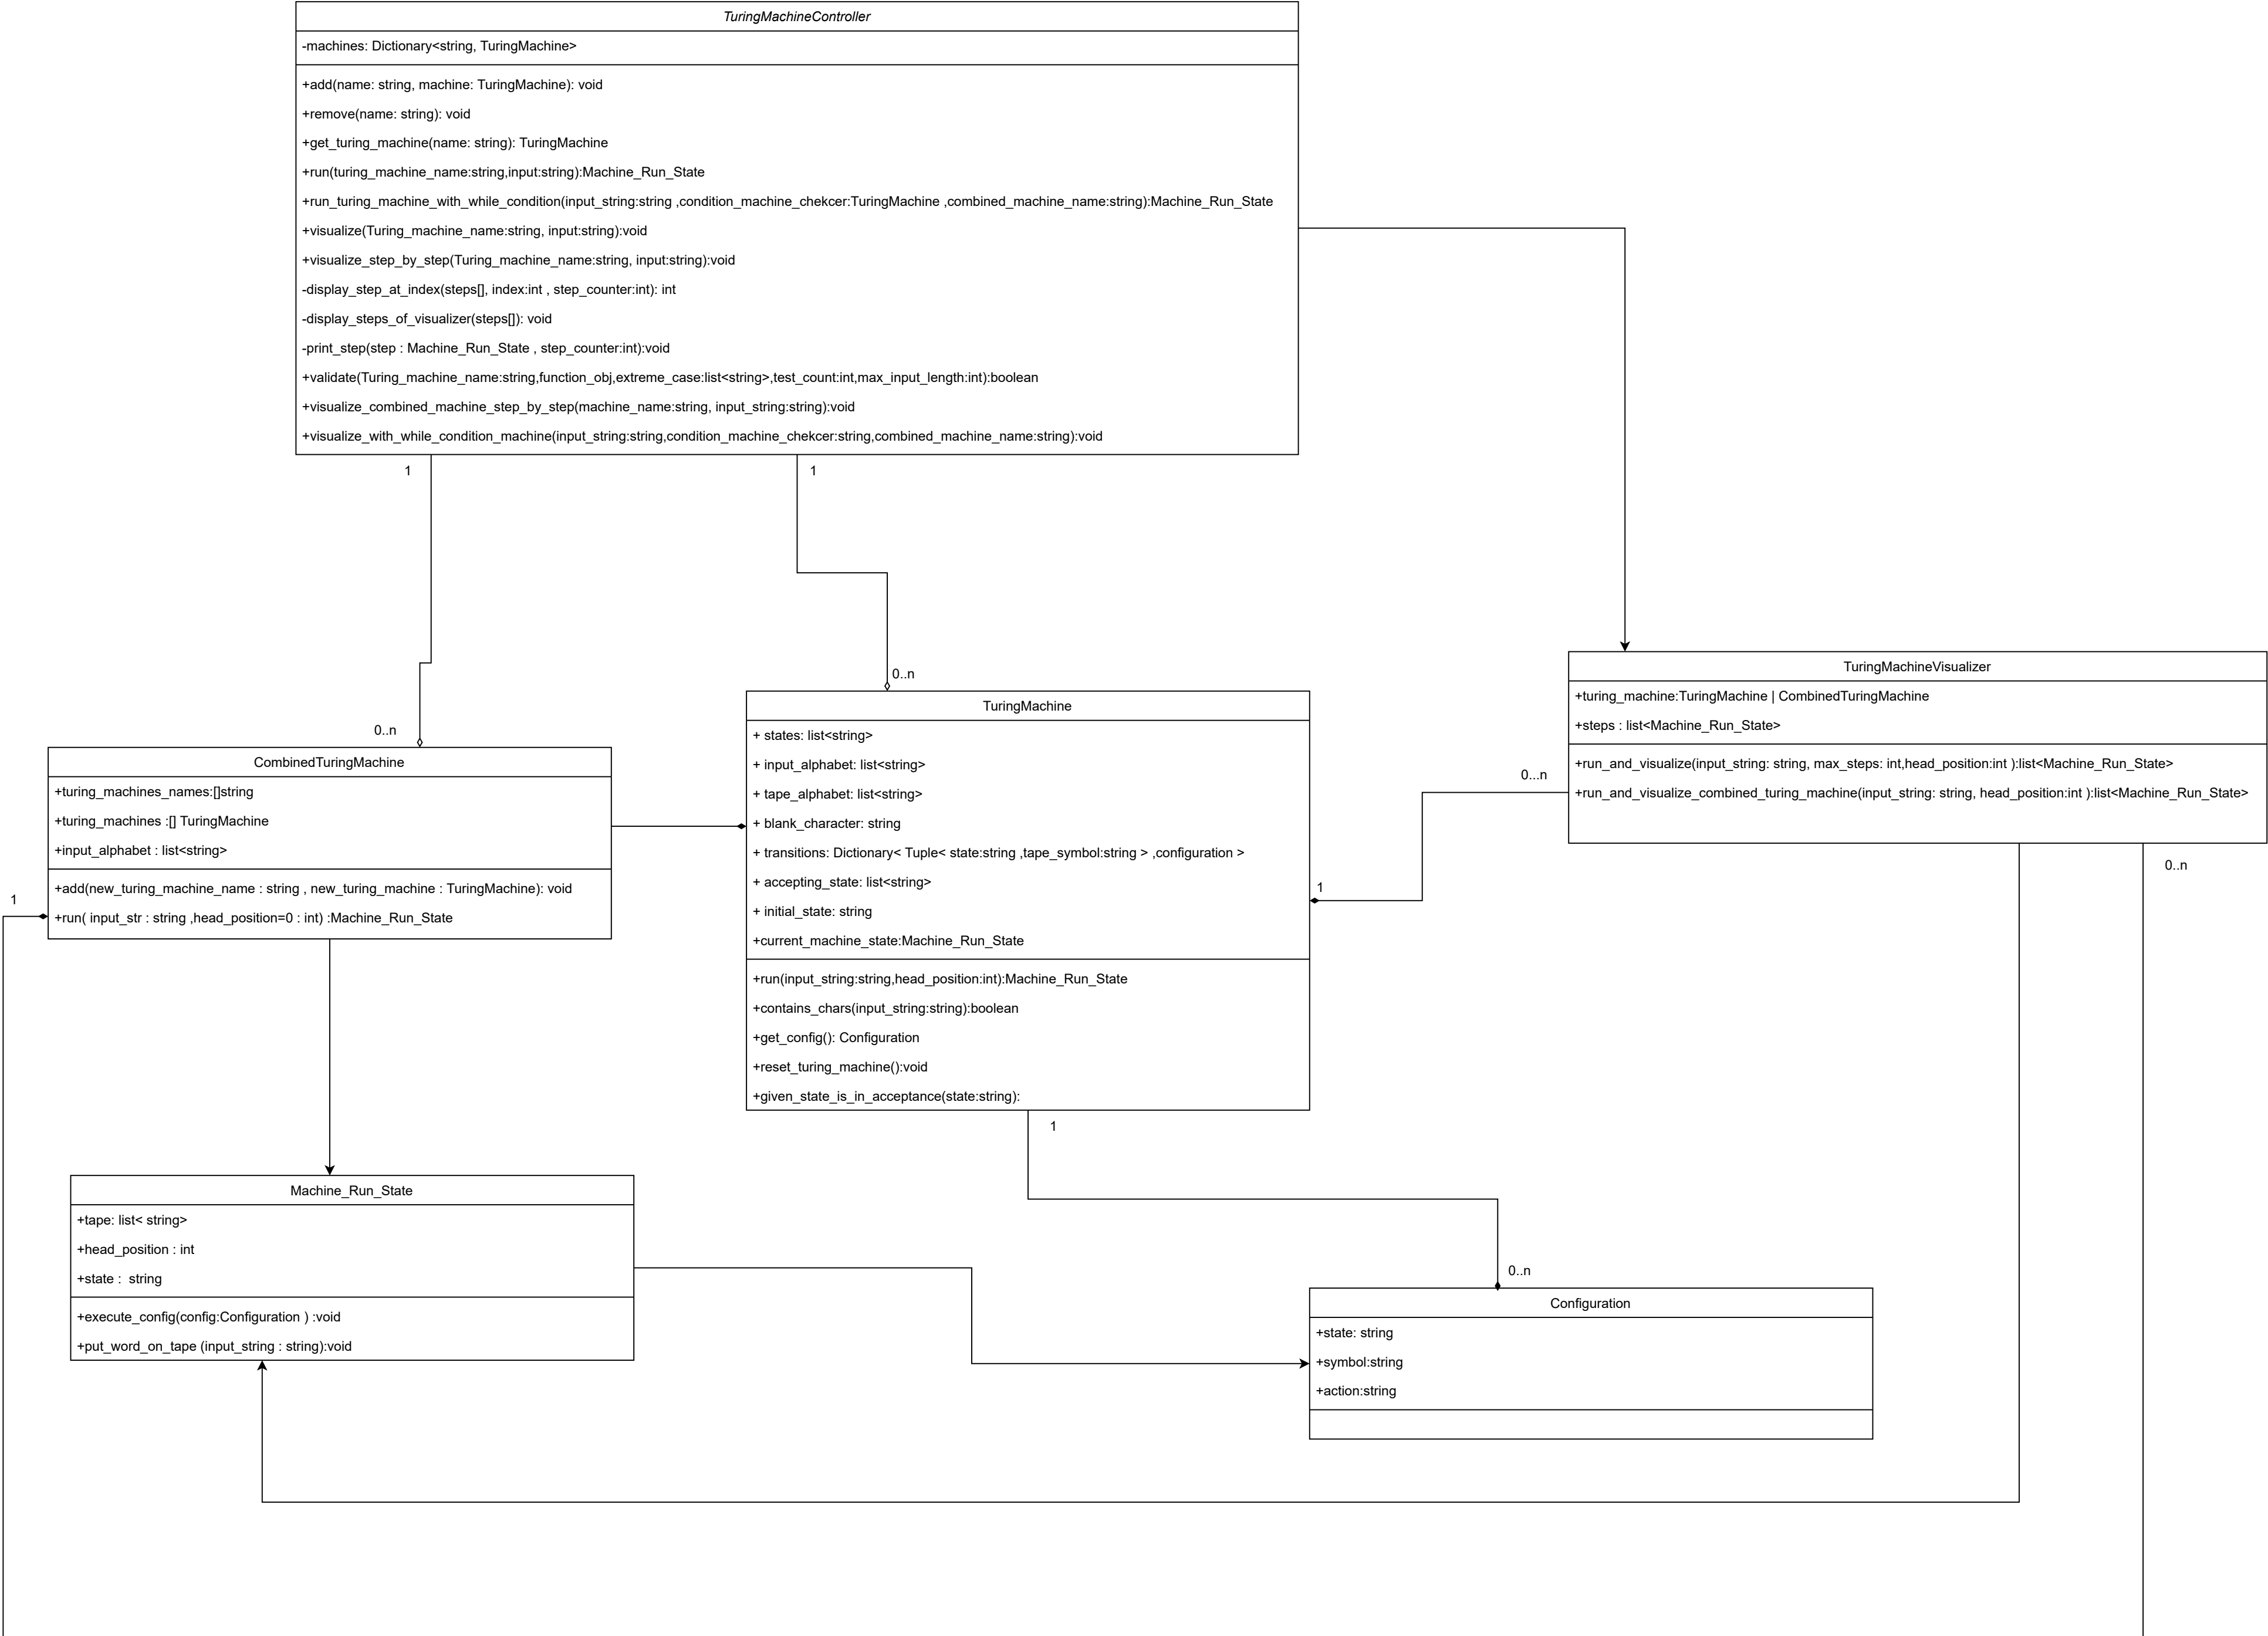 TuringMachineController
-machines: Dictionary<string, TuringMachine>
+add(name: string, machine: TuringMachine): void
+remove(name: string): void
+get_turing_machine(name: string): TuringMachine
+run(turing_machine_name:string,input:string):Machine_Run_State
+run_turing_machine_with_while_condition(input_string:string ,condition_machine_chekcer:TuringMachine ,combined_machine_name:string):Machine_Run_State
+visualize(Turing_machine_name:string, input:string):void
+visualize_step_by_step(Turing_machine_name:string, input:string):void
-display_step_at_index(steps[], index:int , step_counter:int): int
-display_steps_of_visualizer(steps[]): void
-print_step(step : Machine_Run_State , step_counter:int):void
+validate(Turing_machine_name:string,function_obj,extreme_case:list<string>,test_count:int,max_input_length:int):boolean
+visualize_combined_machine_step_by_step(machine_name:string, input_string:string):void
+visualize_with_while_condition_machine(input_string:string,condition_machine_chekcer:string,combined_machine_name:string):void
1
1
0..n
0..n
TuringMachineVisualizer
+turing_machine:TuringMachine | CombinedTuringMachine
+steps : list<Machine_Run_State>
+run_and_visualize(input_string: string, max_steps: int,head_position:int ):list<Machine_Run_State>
+run_and_visualize_combined_turing_machine(input_string: string, head_position:int ):list<Machine_Run_State>
0...n
0..n
TuringMachine
+ states: list<string>
+ input_alphabet: list<string>
+ tape_alphabet: list<string>
+ blank_character: string
+ transitions: Dictionary< Tuple< state:string ,tape_symbol:string > ,configuration >
+ accepting_state: list<string>
+ initial_state: string
+current_machine_state:Machine_Run_State
+run(input_string:string,head_position:int):Machine_Run_State
+contains_chars(input_string:string):boolean
+get_config(): Configuration
+reset_turing_machine():void
+given_state_is_in_acceptance(state:string):
1
1
CombinedTuringMachine
+turing_machines_names:[]string
+turing_machines :[] TuringMachine
+input_alphabet : list<string>
+add(new_turing_machine_name : string , new_turing_machine : TuringMachine): void
+run( input_str : string ,head_position=0 : int) :Machine_Run_State
1
Machine_Run_State
+tape: list< string>
+head_position : int
+state :  string
+execute_config(config:Configuration ) :void
+put_word_on_tape (input_string : string):void
0..n
Configuration
+state: string
+symbol:string
+action:string